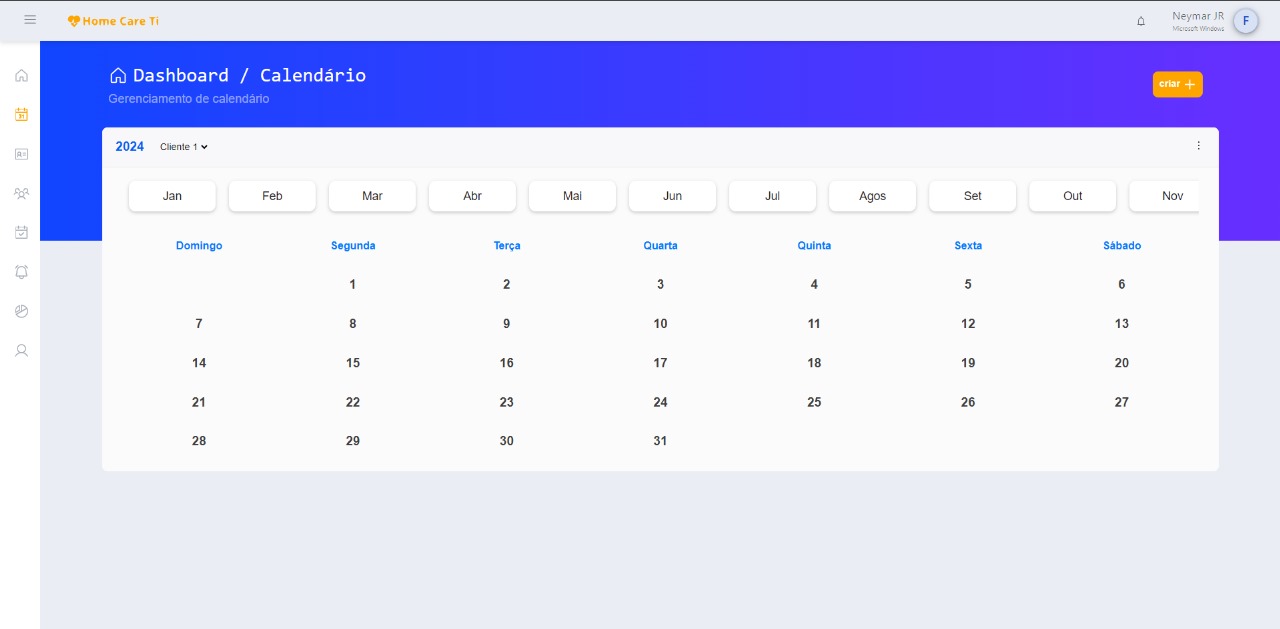 Home Care Ti
Neymar JR
Microsoft Windows
F
Dashboard / Calendário
Gerenciamento de calendário
criar +
2024 Cliente 1
Jan Feb Mar Abr Mai Jun Jul Agos Set Out Nov
Domingo Segunda Terça Quarta Quinta Sexta Sábado
1 2 3 4 5 6
7 8 9 10 11 12 13
14 15 16 17 18 19 20
21 22 23 24 25 26 27
28 29 30 31